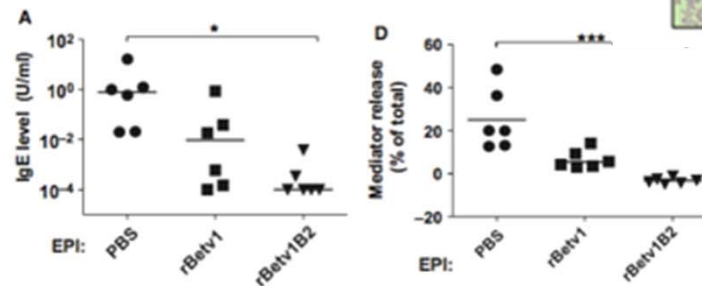 A
*
IgE level (U/ml)
10²
10⁰
10⁻²
10⁻⁴
EPI:
PBS
rBetv1
rBetv1B2
D
***
Mediator release
(% of total)
60
40
20
0
−20
EPI:
PBS
rBetv1
rBetv1B2